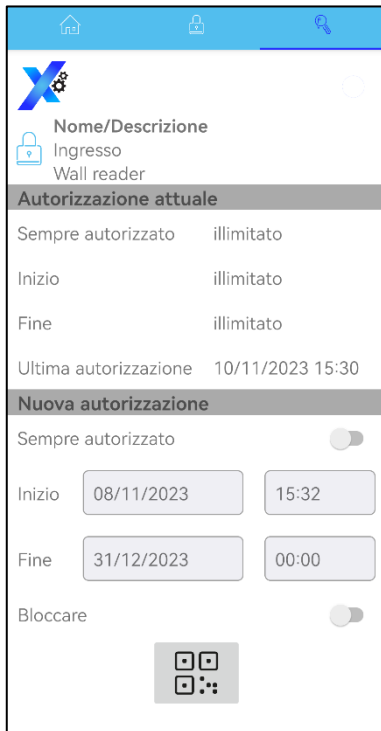 Nome/Descrizione
Ingresso
Wall reader
Autorizzazione attuale
Sempre autorizzato illimitato
Inizio illimitato
Fine illimitato
Ultima autorizzazione 10/11/2023 15:30
Nuova autorizzazione
Sempre autorizzato
Inizio 08/11/2023 15:32
Fine 31/12/2023 00:00
Bloccare